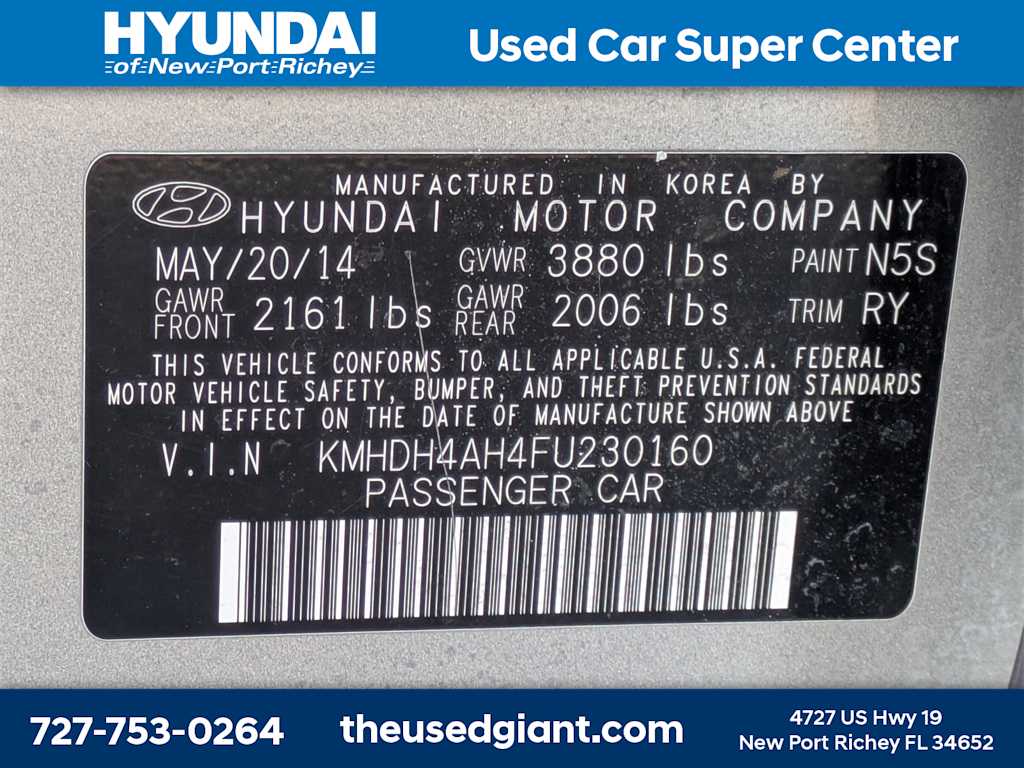 HYUNDAI
of New Port Richey
Used Car Super Center
MANUFACTURED IN KOREA BY
HYUNDAI MOTOR COMPANY
MAY/20/14 GVWR 3880 lbs PAINT N5S
GAWR FRONT 2161 lbs GAWR REAR 2006 lbs TRIM RY
THIS VEHICLE CONFORMS TO ALL APPLICABLE U.S.A. FEDERAL
MOTOR VEHICLE SAFETY, BUMPER, AND THEFT PREVENTION STANDARDS
IN EFFECT ON THE DATE OF MANUFACTURE SHOWN ABOVE
V.I.N KMHDH4AH4FU230160
PASSENGER CAR
727-753-0264
theusedgiant.com
4727 US Hwy 19
New Port Richey FL 34652